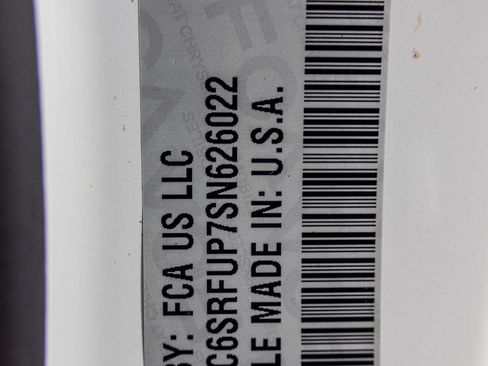 BY: FCA US LLC
C6SRFUP7SN626022
LE MADE IN: U.S.A.